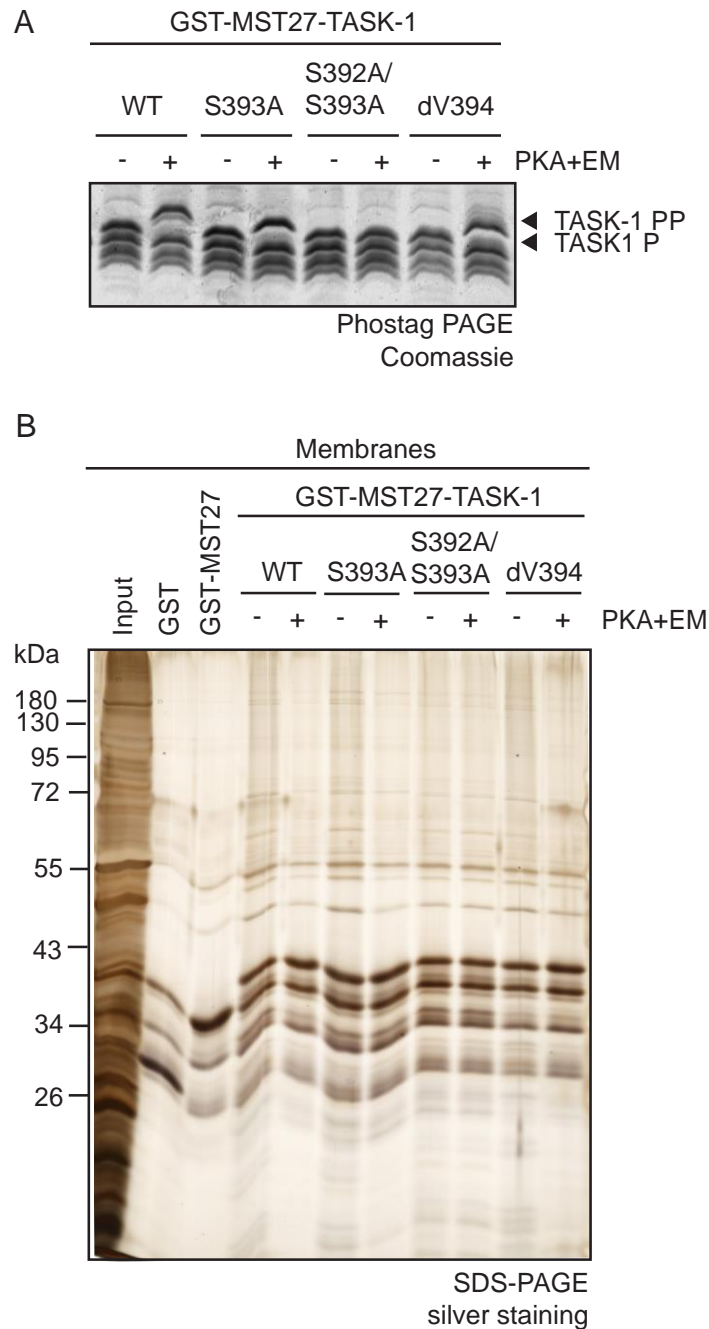 A
GST-MST27-TASK-1
S392A/
WT S393A S393A dV394
- + - + - + - + PKA+EM
TASK-1 PP
TASK1 P
Phostag PAGE
Coomassie
B
Membranes
GST-MST27-TASK-1
Input GST GST-MST27
S392A/
WT S393A S393A dV394
- + - + - + - + PKA+EM
kDa
180
130
95
72
55
43
34
26
SDS-PAGE
silver staining